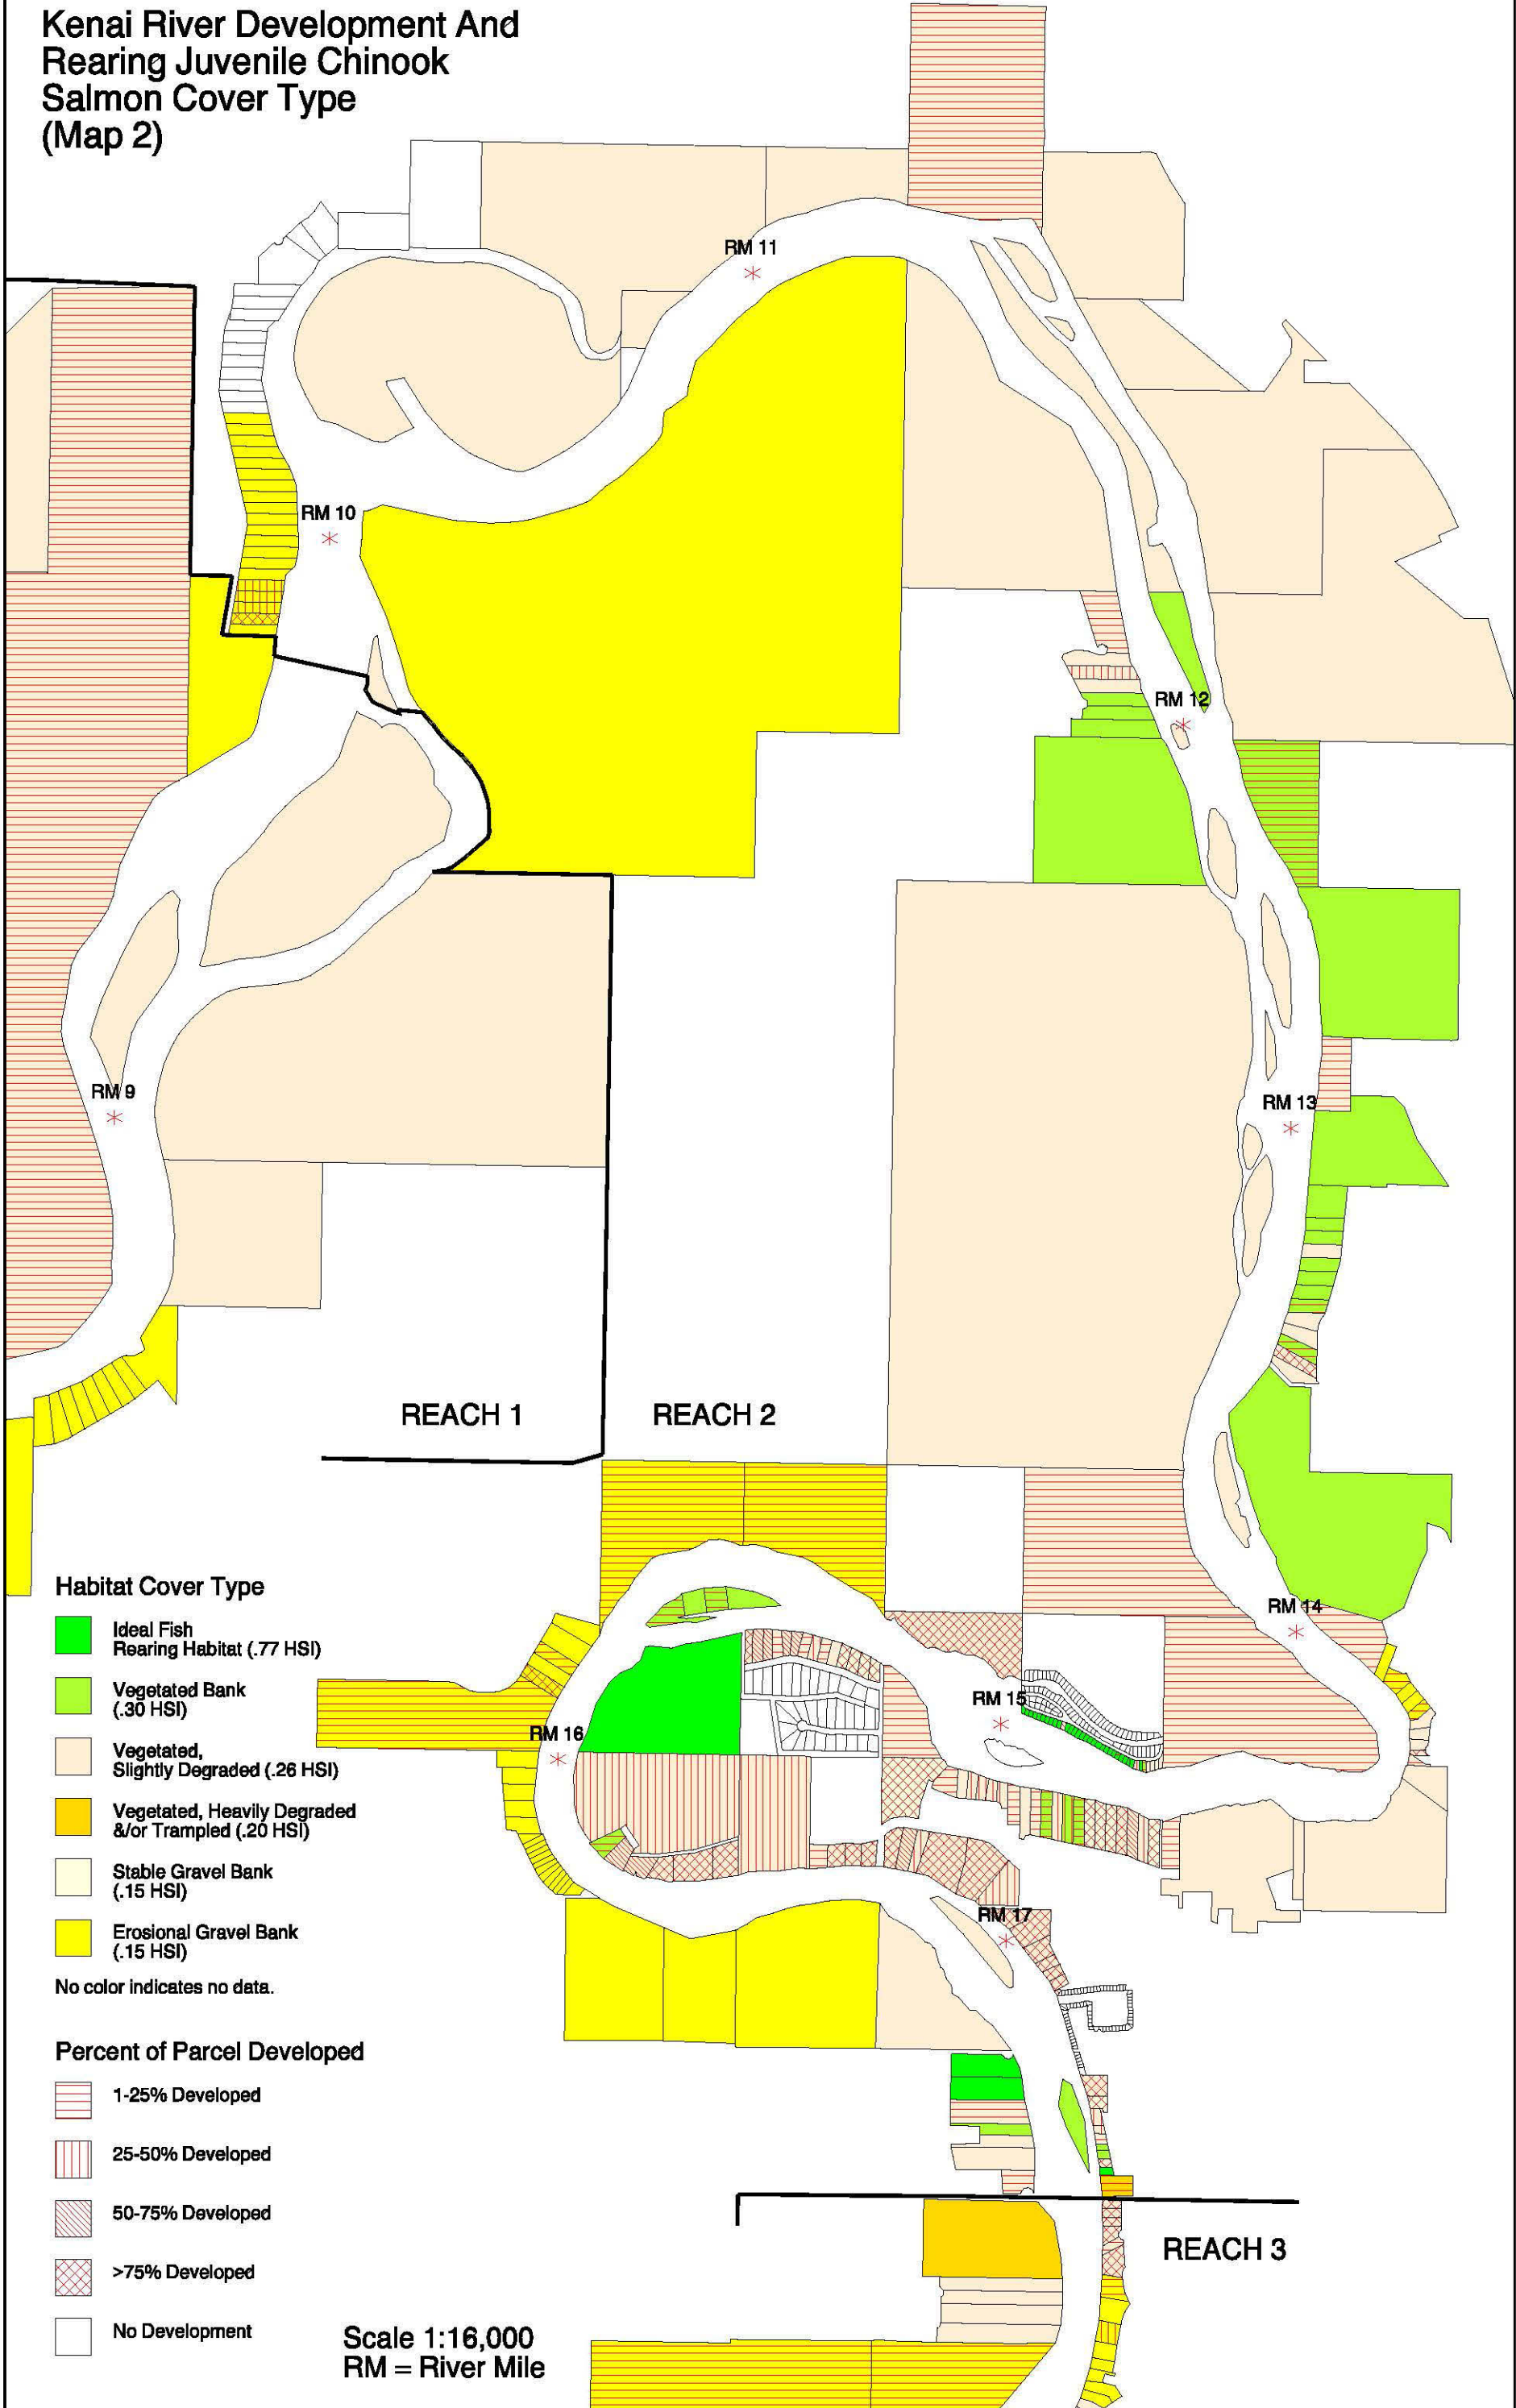 Kenai River Development And
Rearing Juvenile Chinook
Salmon Cover Type
(Map 2)
RM 11
RM 10
RM 12
RM 9
RM 13
REACH 1
REACH 2
RM 14
RM 15
RM 16
RM 17
REACH 3
Habitat Cover Type
Ideal Fish
Rearing Habitat (.77 HSI)
Vegetated Bank
(.30 HSI)
Vegetated,
Slightly Degraded (.26 HSI)
Vegetated, Heavily Degraded
&/or Trampled (.20 HSI)
Stable Gravel Bank
(.15 HSI)
Erosional Gravel Bank
(.15 HSI)
No color indicates no data.
Percent of Parcel Developed
1-25% Developed
25-50% Developed
50-75% Developed
>75% Developed
No Development
Scale 1:16,000
RM = River Mile